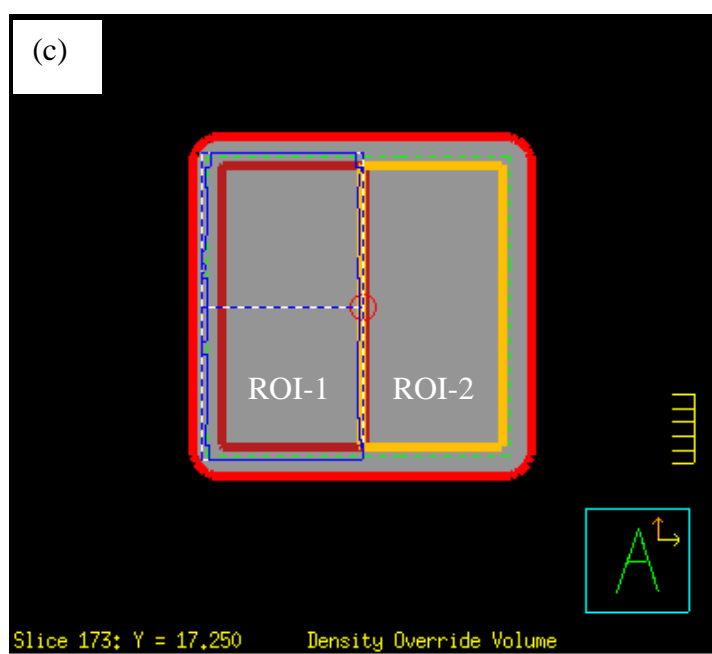 (c)
ROI-1 ROI-2
A
Slice 173: Y = 17.250 Density Override Volume